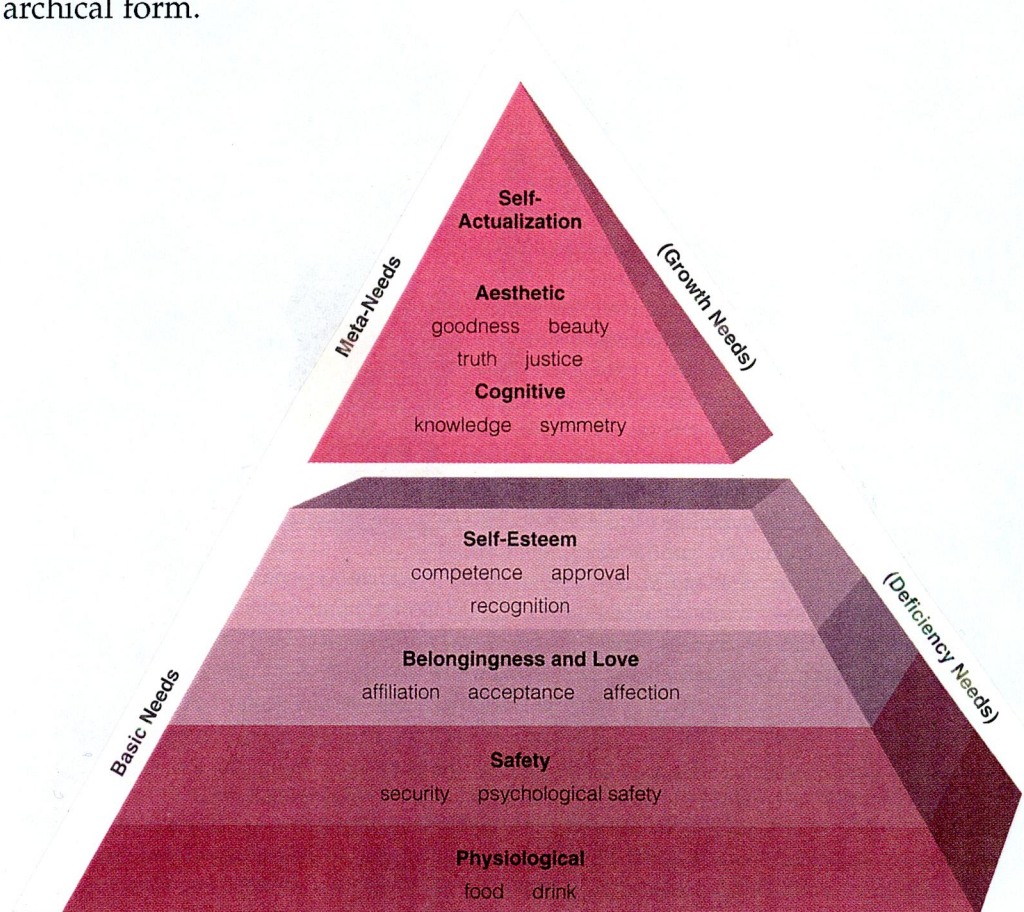 archical form.
Self-
Actualization
Meta-Needs
(Growth Needs)
Aesthetic
goodness beauty
truth justice
Cognitive
knowledge symmetry
Self-Esteem
competence approval
recognition
(Deficiency Needs)
Belongingness and Love
affiliation acceptance affection
Basic Needs
Safety
security psychological safety
Physiological
food drink